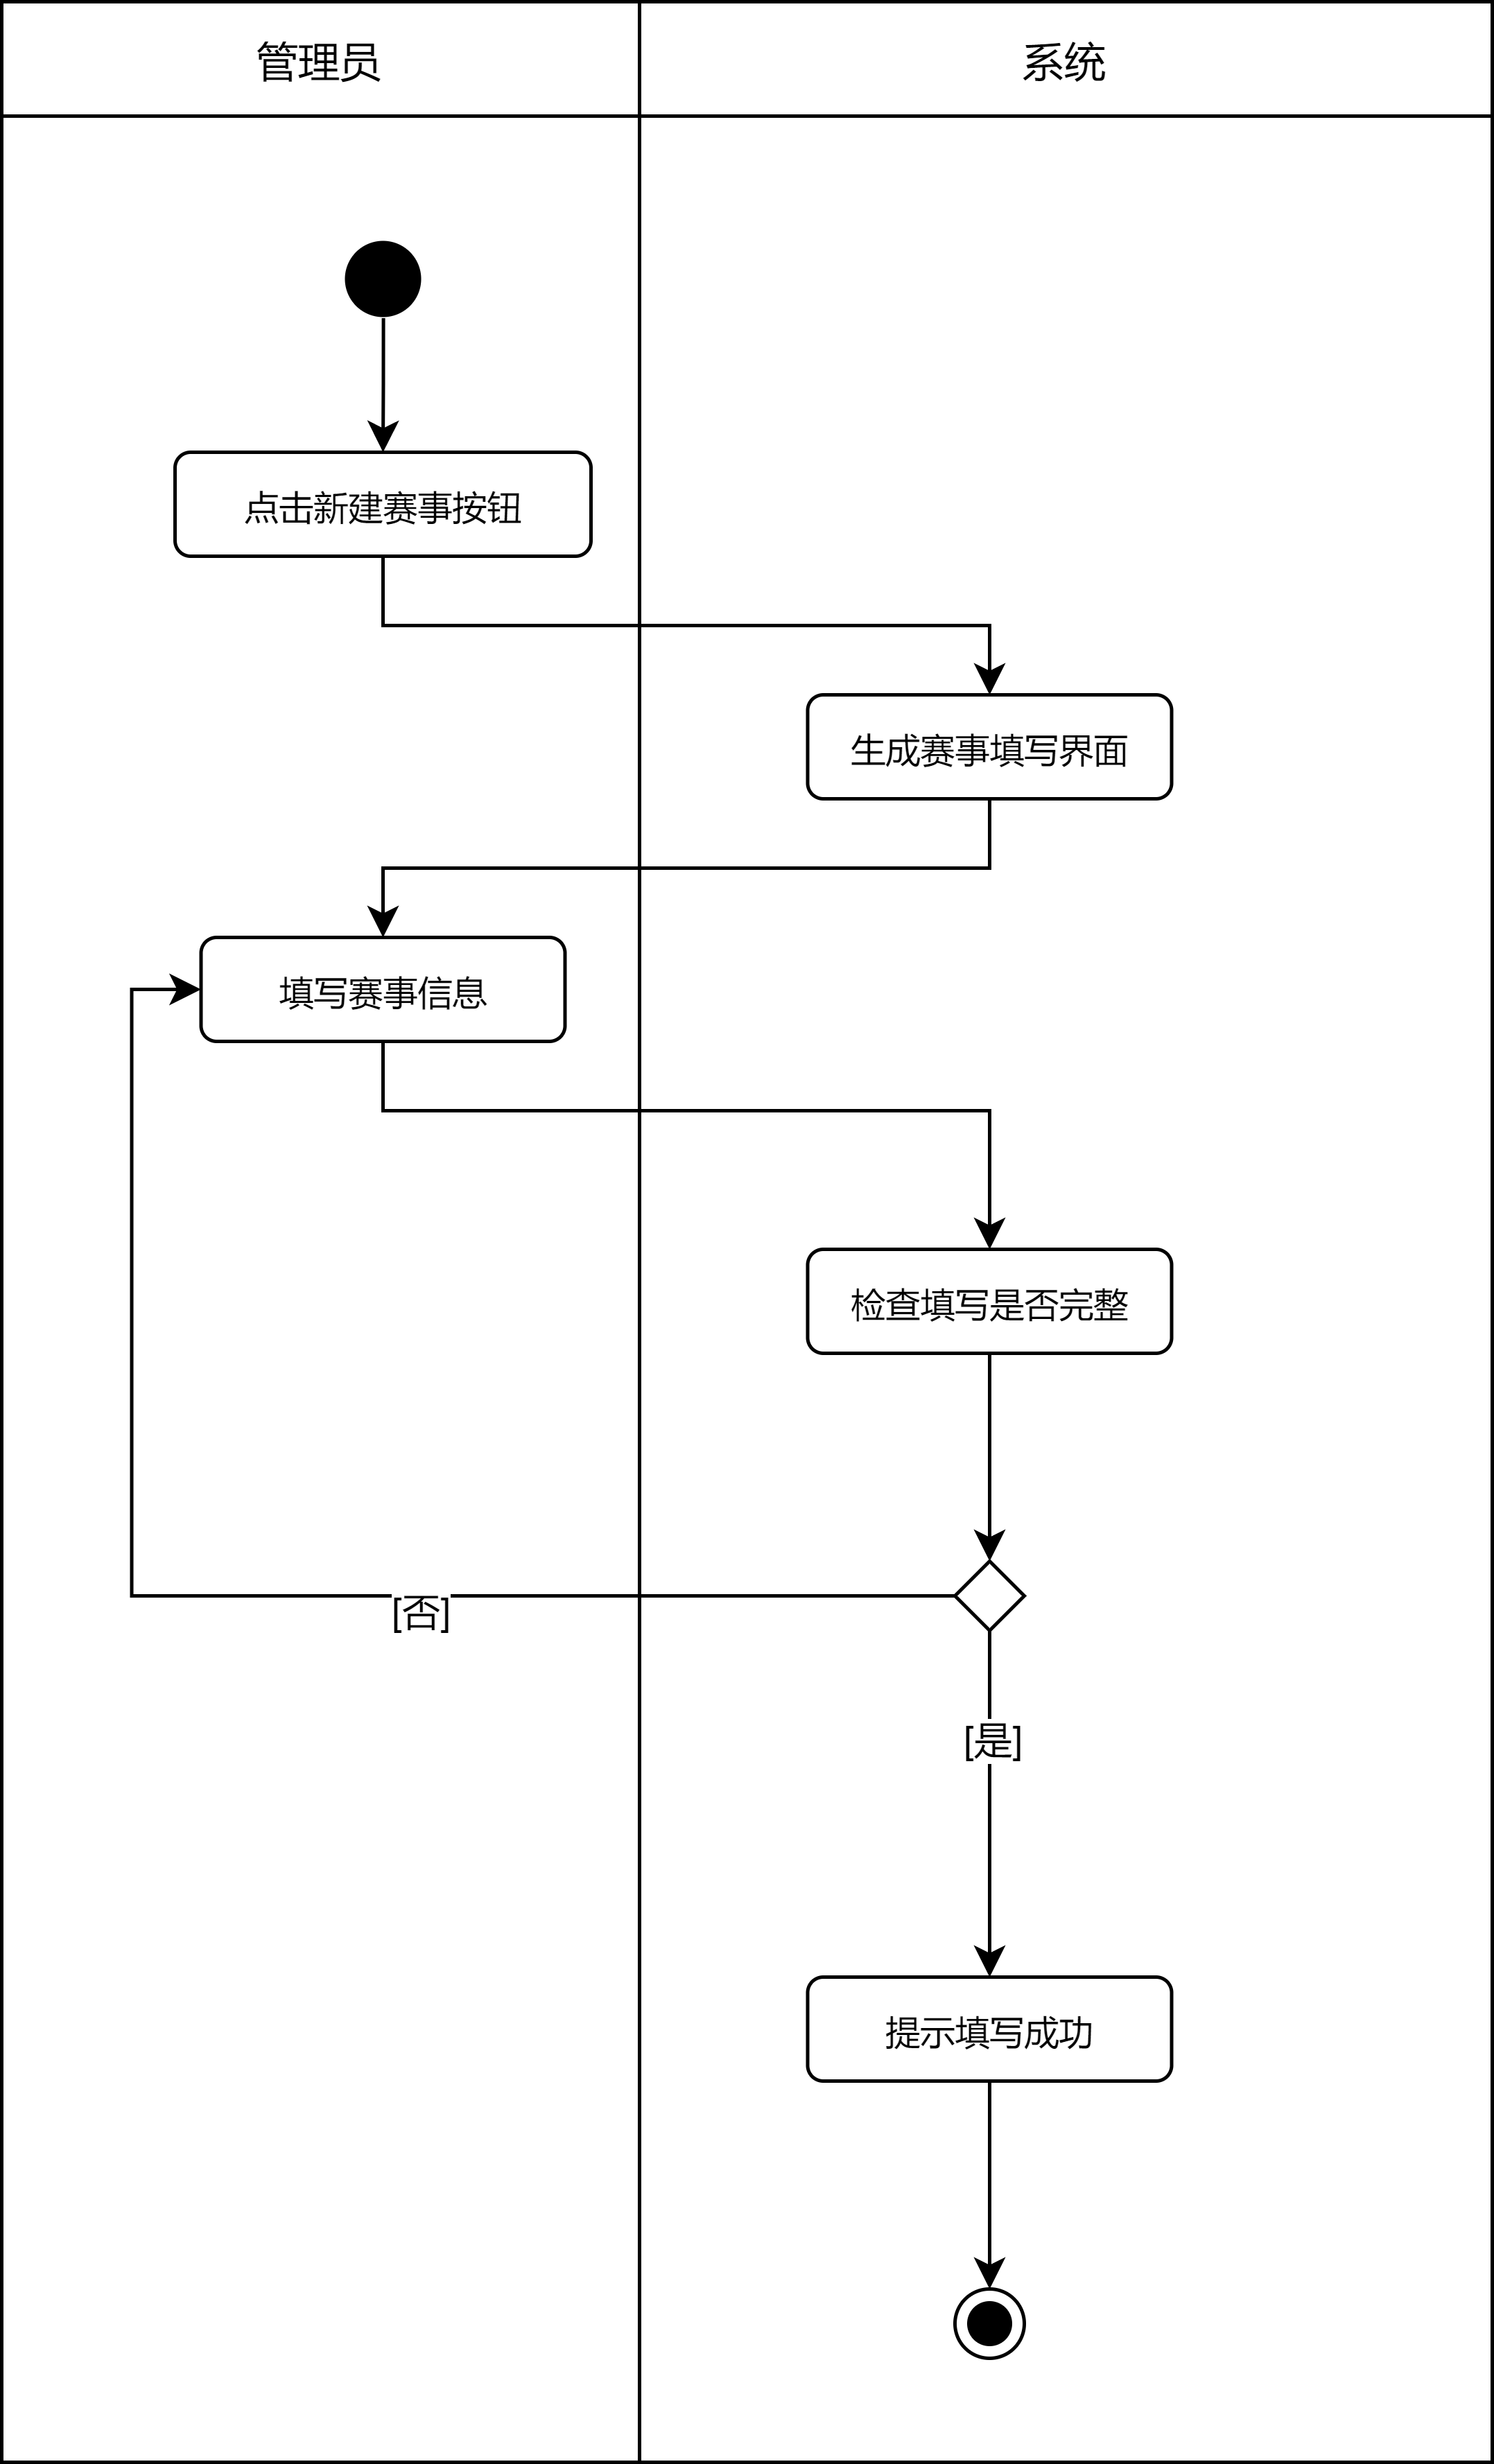 管理员
系统
点击新建赛事按钮
生成赛事填写界面
填写赛事信息
检查填写是否完整
[否]
[是]
提示填写成功